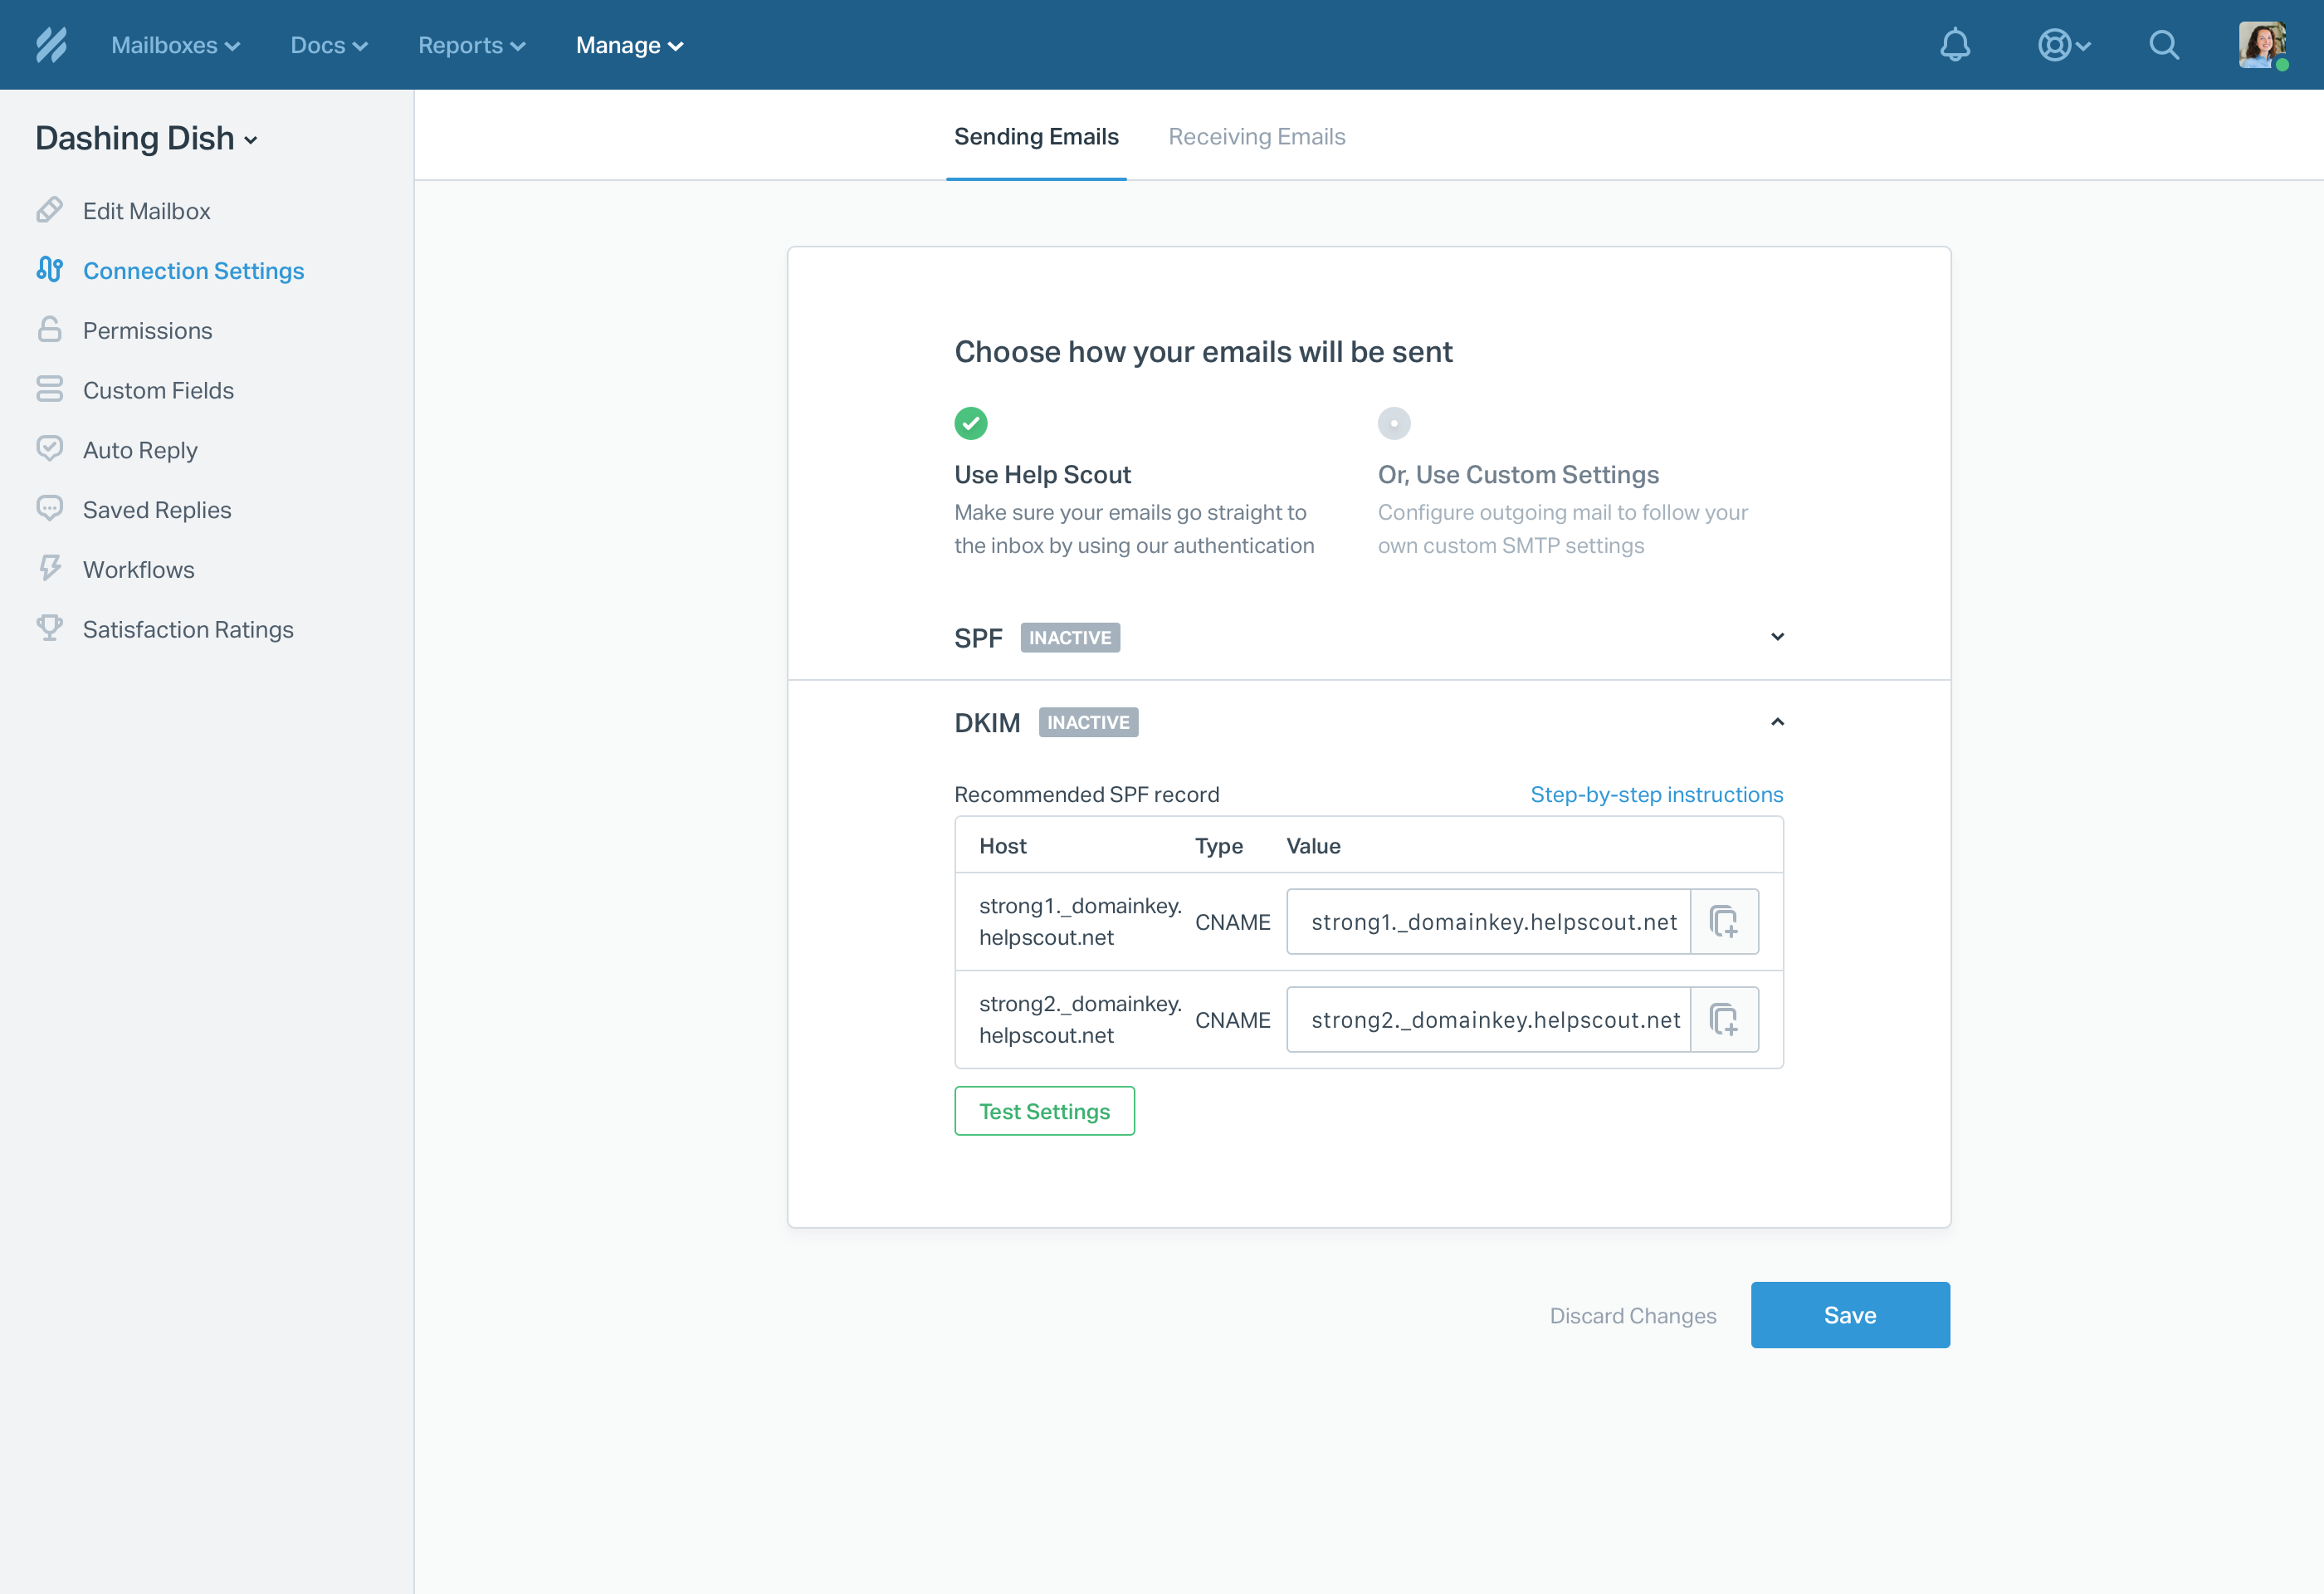 Mailboxes
Docs
Reports
Manage
Dashing Dish
Edit Mailbox
Connection Settings
Permissions
Custom Fields
Auto Reply
Saved Replies
Workflows
Satisfaction Ratings
Sending Emails
Receiving Emails
Choose how your emails will be sent
Use Help Scout
Make sure your emails go straight to
the inbox by using our authentication
Or, Use Custom Settings
Configure outgoing mail to follow your
own custom SMTP settings
SPF INACTIVE
DKIM INACTIVE
Recommended SPF record
Step-by-step instructions
Host Type Value
strong1._domainkey.
helpscout.net
CNAME
strong1._domainkey.helpscout.net
strong2._domainkey.
helpscout.net
CNAME
strong2._domainkey.helpscout.net
Test Settings
Discard Changes
Save